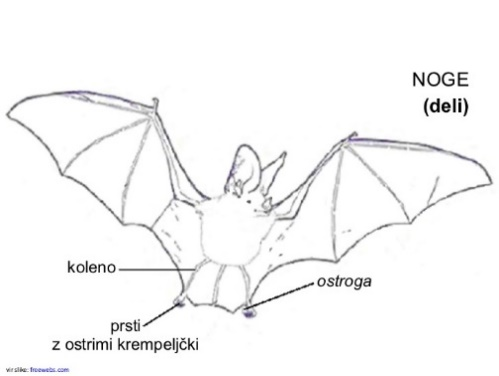 NOGE
(deli)
koleno
ostroga
prsti
z ostrimi krempeljčki
vir slike: freewebs.com